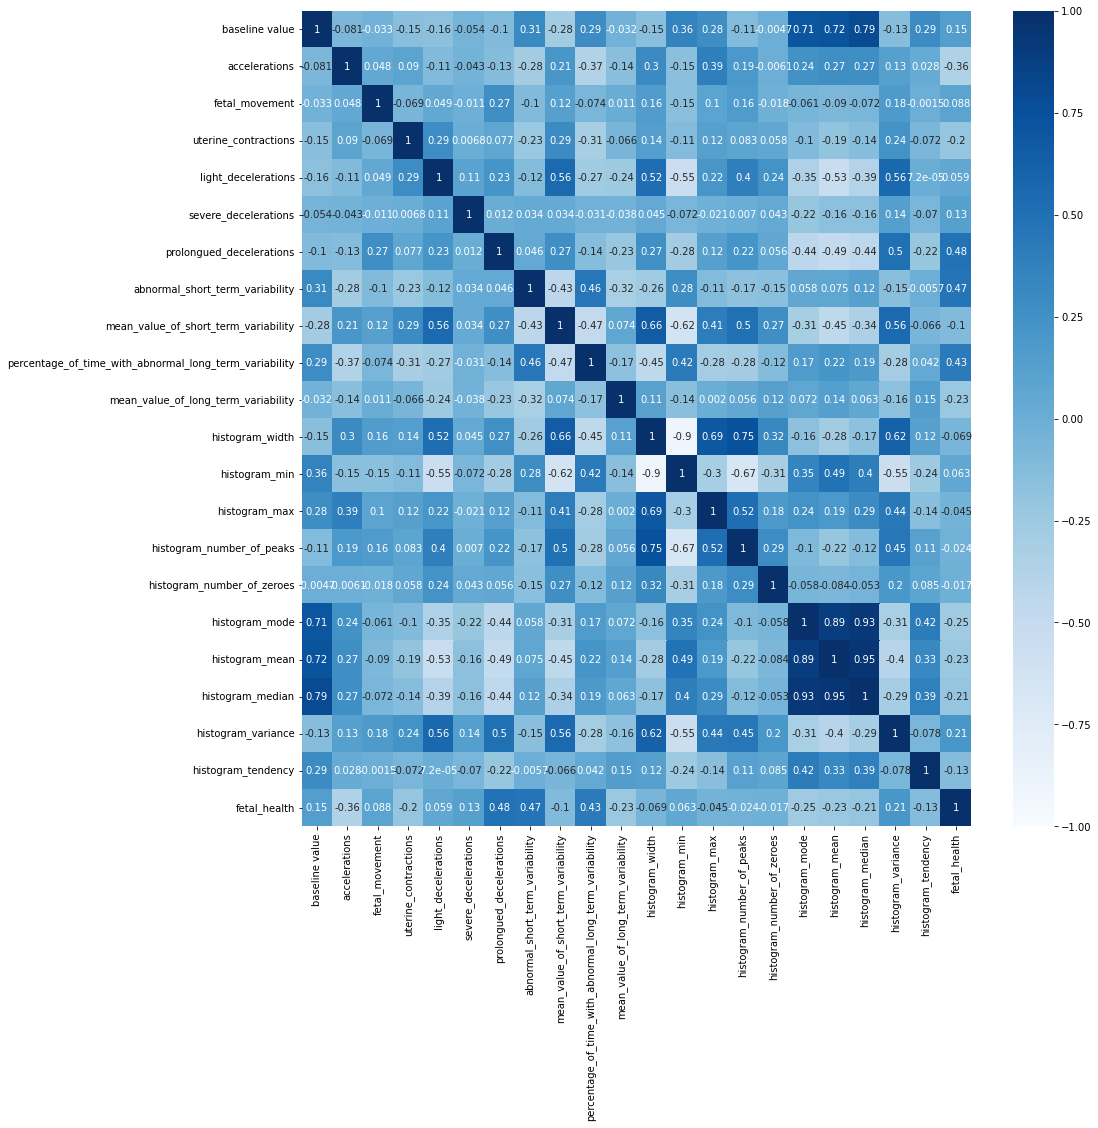 baseline value 1 -0.081 -0.033 -0.15 -0.16 -0.054 -0.1 0.31 -0.28 0.29 -0.032 -0.15 0.36 0.28 -0.11 -0.0047 0.71 0.72 0.79 -0.13 0.29 0.15
accelerations -0.081 1 0.048 0.09 -0.11 -0.043 -0.13 -0.28 0.21 -0.37 -0.14 0.3 -0.15 0.39 0.19 -0.0061 0.24 0.27 0.27 0.13 0.028 -0.36
fetal_movement -0.033 0.048 1 -0.069 0.049 -0.011 0.27 -0.1 0.12 -0.074 0.011 0.16 -0.15 0.1 0.16 -0.018 -0.061 -0.09 -0.072 0.18 -0.0015 0.088
uterine_contractions -0.15 0.09 -0.069 1 0.29 0.0068 0.077 -0.23 0.29 -0.31 -0.066 0.14 -0.11 0.12 0.083 0.058 -0.1 -0.19 -0.14 0.24 -0.072 -0.2
light_decelerations -0.16 -0.11 0.049 0.29 1 0.11 0.23 -0.12 0.56 -0.27 -0.24 0.52 -0.55 0.22 0.4 0.24 -0.35 -0.53 -0.39 0.56 7.2e-05 0.059
severe_decelerations -0.054 -0.043 -0.011 0.0068 0.11 1 0.012 0.034 0.034 -0.031 -0.038 0.045 -0.072 -0.021 0.007 0.043 -0.22 -0.16 -0.16 0.14 -0.07 0.13
prolongued_decelerations -0.1 -0.13 0.27 0.077 0.23 0.012 1 0.046 0.27 -0.14 -0.23 0.27 -0.28 0.12 0.22 0.056 -0.44 -0.49 -0.44 0.5 -0.22 0.48
abnormal_short_term_variability 0.31 -0.28 -0.1 -0.23 -0.12 0.034 0.046 1 -0.43 0.46 -0.32 -0.26 0.28 -0.11 -0.17 -0.15 0.058 0.075 0.12 -0.15 -0.0057 0.47
mean_value_of_short_term_variability -0.28 0.21 0.12 0.29 0.56 0.034 0.27 -0.43 1 -0.47 0.074 0.66 -0.62 0.41 0.5 0.27 -0.31 -0.45 -0.34 0.56 -0.066 -0.1
percentage_of_time_with_abnormal_long_term_variability 0.29 -0.37 -0.074 -0.31 -0.27 -0.031 -0.14 0.46 -0.47 1 -0.17 -0.45 0.42 -0.28 -0.28 -0.12 0.17 0.22 0.19 -0.28 0.042 0.43
mean_value_of_long_term_variability -0.032 -0.14 0.011 -0.066 -0.24 -0.038 -0.23 -0.32 0.074 -0.17 1 0.11 -0.14 0.002 0.056 0.12 0.072 0.14 0.063 -0.16 0.15 -0.23
histogram_width -0.15 0.3 0.16 0.14 0.52 0.045 0.27 -0.26 0.66 -0.45 0.11 1 -0.9 0.69 0.75 0.32 -0.16 -0.28 -0.17 0.62 0.12 -0.069
histogram_min 0.36 -0.15 -0.15 -0.11 -0.55 -0.072 -0.28 0.28 -0.62 0.42 -0.14 -0.9 1 -0.3 -0.67 -0.31 0.35 0.49 0.4 -0.55 -0.24 0.063
histogram_max 0.28 0.39 0.1 0.12 0.22 -0.021 0.12 -0.11 0.41 -0.28 0.002 0.69 -0.3 1 0.52 0.18 0.24 0.19 0.29 0.44 -0.14 -0.045
histogram_number_of_peaks -0.11 0.19 0.16 0.083 0.4 0.007 0.22 -0.17 0.5 -0.28 0.056 0.75 -0.67 0.52 1 0.29 -0.1 -0.22 -0.12 0.45 0.11 -0.024
histogram_number_of_zeroes -0.0047 -0.0061 -0.018 0.058 0.24 0.043 0.056 -0.15 0.27 -0.12 0.12 0.32 -0.31 0.18 0.29 1 -0.058 -0.084 -0.053 0.2 0.085 -0.017
histogram_mode 0.71 0.24 -0.061 -0.1 -0.35 -0.22 -0.44 0.058 -0.31 0.17 0.072 -0.16 0.35 0.24 -0.1 -0.058 1 0.89 0.93 -0.31 0.42 -0.25
histogram_mean 0.72 0.27 -0.09 -0.19 -0.53 -0.16 -0.49 0.075 -0.45 0.22 0.14 -0.28 0.49 0.19 -0.22 -0.084 0.89 1 0.95 -0.4 0.33 -0.23
histogram_median 0.79 0.27 -0.072 -0.14 -0.39 -0.16 -0.44 0.12 -0.34 0.19 0.063 -0.17 0.4 0.29 -0.12 -0.053 0.93 0.95 1 -0.29 0.39 -0.21
histogram_variance -0.13 0.13 0.18 0.24 0.56 0.14 0.5 -0.15 0.56 -0.28 -0.16 0.62 -0.55 0.44 0.45 0.2 -0.31 -0.4 -0.29 1 -0.078 0.21
histogram_tendency 0.29 0.028 -0.0015 -0.072 7.2e-05 -0.07 -0.22 -0.0057 -0.066 0.042 0.15 0.12 -0.24 -0.14 0.11 0.085 0.42 0.33 0.39 -0.078 1 -0.13
fetal_health 0.15 -0.36 0.088 -0.2 0.059 0.13 0.48 0.47 -0.1 0.43 -0.23 -0.069 0.063 -0.045 -0.024 -0.017 -0.25 -0.23 -0.21 0.21 -0.13 1
baseline value
accelerations
fetal_movement
uterine_contractions
light_decelerations
severe_decelerations
prolongued_decelerations
abnormal_short_term_variability
mean_value_of_short_term_variability
percentage_of_time_with_abnormal_long_term_variability
mean_value_of_long_term_variability
histogram_width
histogram_min
histogram_max
histogram_number_of_peaks
histogram_number_of_zeroes
histogram_mode
histogram_mean
histogram_median
histogram_variance
histogram_tendency
fetal_health
1.00
0.75
0.50
0.25
0.00
-0.25
-0.50
-0.75
-1.00